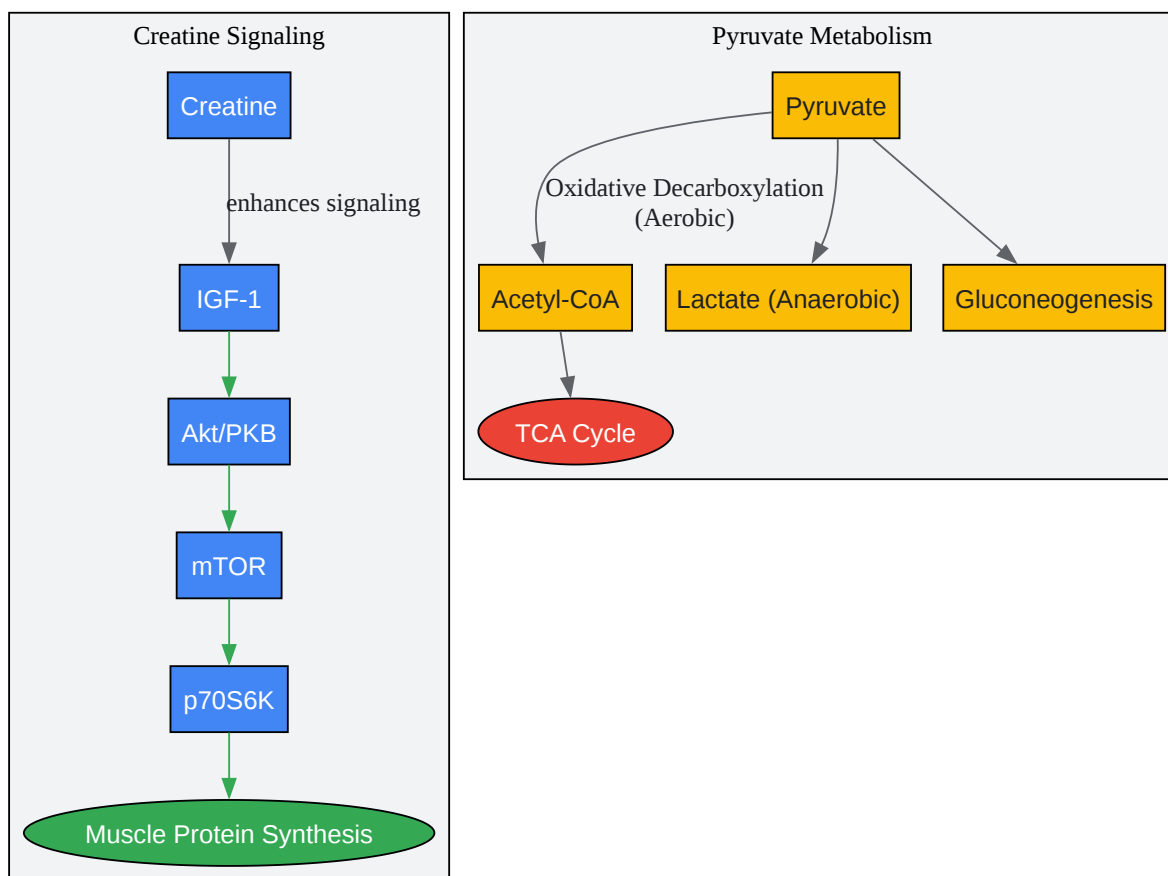 Creatine Signaling
Creatine
enhances signaling
IGF-1
Akt/PKB
mTOR
p70S6K
Muscle Protein Synthesis
Pyruvate Metabolism
Pyruvate
Oxidative Decarboxylation
(Aerobic)
Acetyl-CoA
Lactate (Anaerobic)
Gluconeogenesis
TCA Cycle